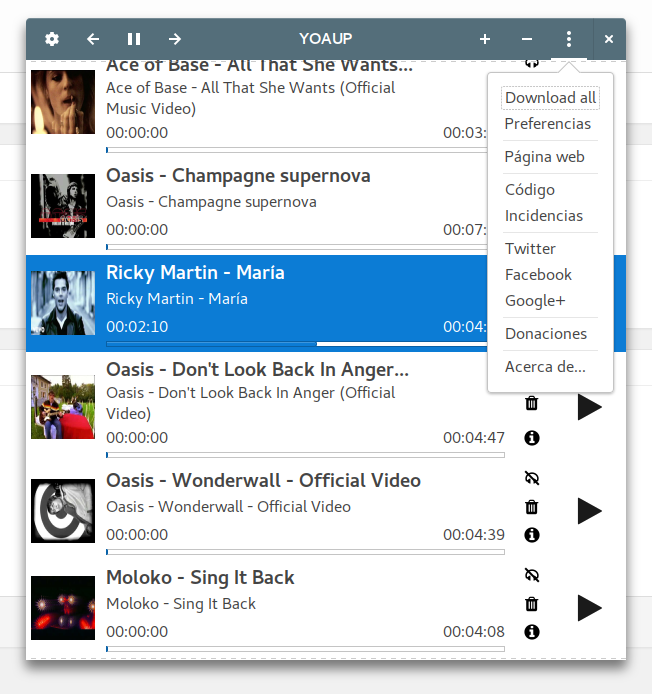 YOAUP
Ace of Base - All That She Wants...
Ace of Base - All That She Wants (Official
Music Video)
00:00:00 00:03:
Oasis - Champagne supernova
Oasis - Champagne supernova
00:00:00 00:07:
Ricky Martin - María
Ricky Martin - María
00:02:10 00:04:
Oasis - Don't Look Back In Anger...
Oasis - Don't Look Back In Anger (Official
Video)
00:00:00 00:04:47
Oasis - Wonderwall - Official Video
Oasis - Wonderwall - Official Video
00:00:00 00:04:39
Moloko - Sing It Back
Moloko - Sing It Back
00:00:00 00:04:08
Download all
Preferencias
Página web
Código
Incidencias
Twitter
Facebook
Google+
Donaciones
Acerca de...